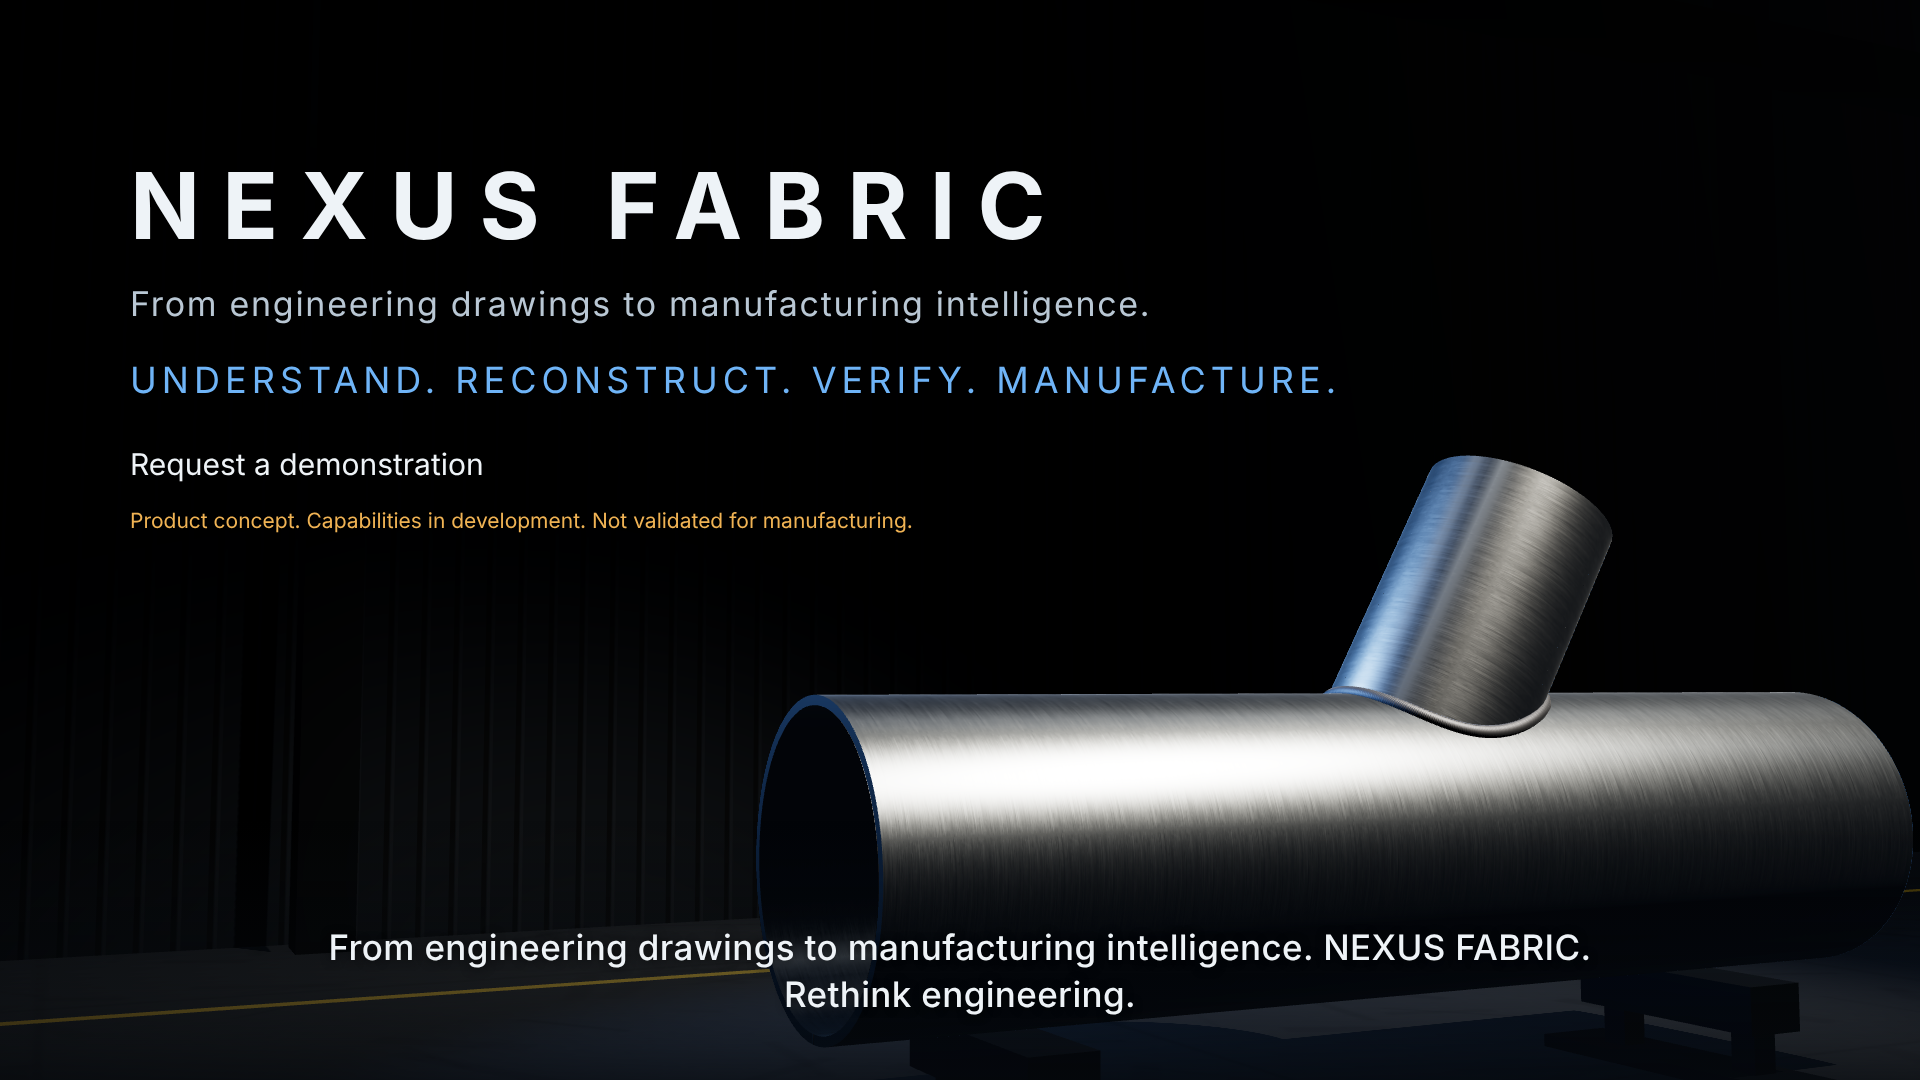 NEXUS FABRIC
From engineering drawings to manufacturing intelligence.
UNDERSTAND. RECONSTRUCT. VERIFY. MANUFACTURE.
Request a demonstration
Product concept. Capabilities in development. Not validated for manufacturing.
From engineering drawings to manufacturing intelligence. NEXUS FABRIC.
Rethink engineering.